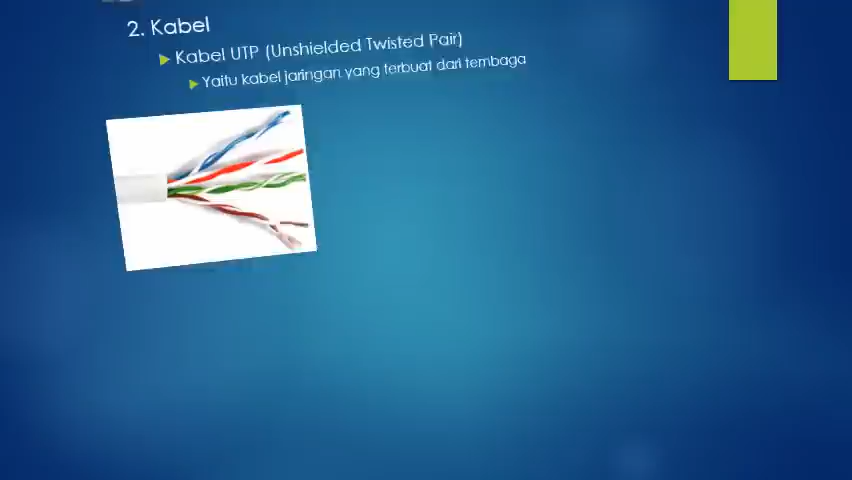 2. Kabel
Kabel UTP (Unshielded Twisted Pair)
Yaitu kabel jaringan yang terbuat dari tembaga